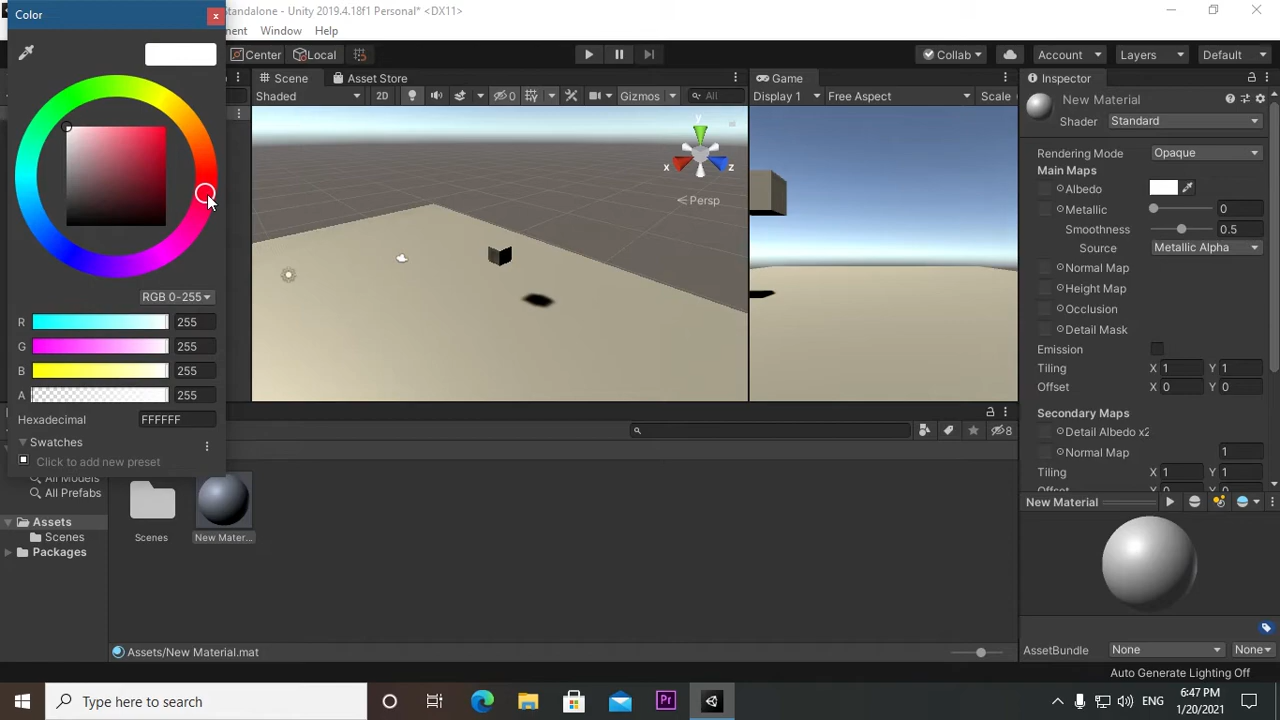 Color
Standalone - Unity 2019.4.18f1 Personal* <DX11>
ment Window Help
Center Local
Collab Account Layers Default
Scene Asset Store
Shaded 2D 0 Gizmos All
Game
Display 1 Free Aspect Scale
y
x
z
Persp
Inspector
New Material
Shader Standard
Rendering Mode Opaque
Main Maps
Albedo
Metallic 0
Smoothness 0.5
Source Metallic Alpha
Normal Map
Height Map
Occlusion
Detail Mask
Emission
Tiling X 1 Y 1
Offset X 0 Y 0
Secondary Maps
Detail Albedo x2
Normal Map 1
Tiling X 1 Y 1
New Material
AssetBundle None None
Auto Generate Lighting Off
RGB 0-255
R 255
G 255
B 255
A 255
Hexadecimal FFFFFF
Swatches
Click to add new preset
8
All Models
All Prefabs
Assets
Scenes
Packages
Scenes
New Mater...
Assets/New Material.mat
Type here to search
Pr
ENG
6:47 PM
1/20/2021